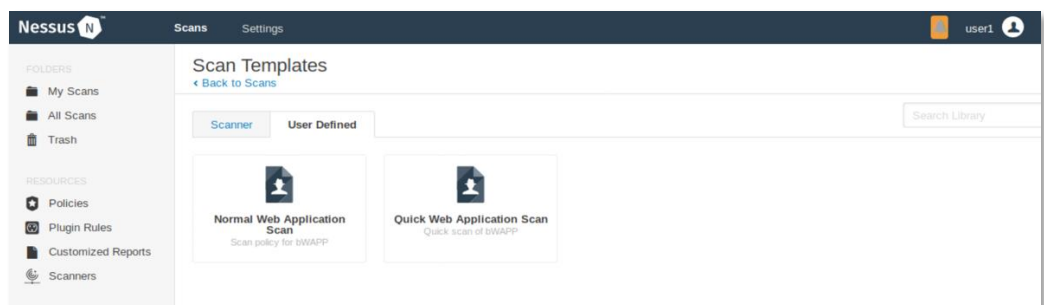 Nessus N
Scans
Settings
user1
FOLDERS
My Scans
All Scans
Trash
RESOURCES
Policies
Plugin Rules
Customized Reports
Scanners
Scan Templates
Back to Scans
Scanner
User Defined
Search Library
Normal Web Application
Scan
Scan policy for bWAPP
Quick Web Application Scan
Quick scan of bWAPP